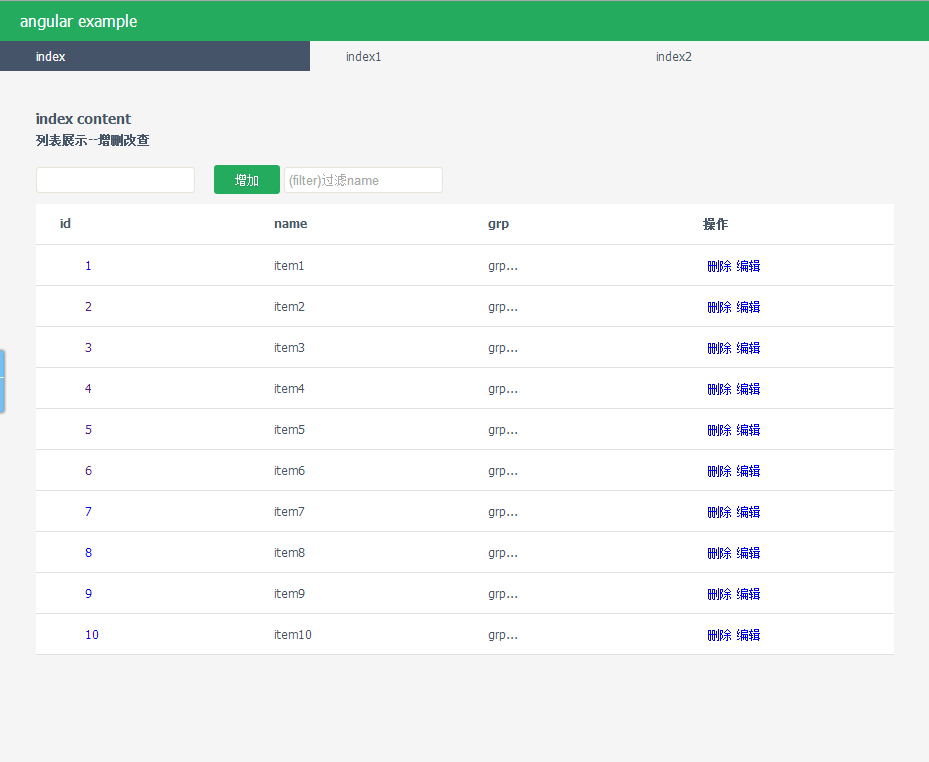 angular example
index index1 index2
index content
列表展示--增删改查
增加 (filter)过滤name
id name grp 操作
1 item1 grp... 删除 编辑
2 item2 grp... 删除 编辑
3 item3 grp... 删除 编辑
4 item4 grp... 删除 编辑
5 item5 grp... 删除 编辑
6 item6 grp... 删除 编辑
7 item7 grp... 删除 编辑
8 item8 grp... 删除 编辑
9 item9 grp... 删除 编辑
10 item10 grp... 删除 编辑